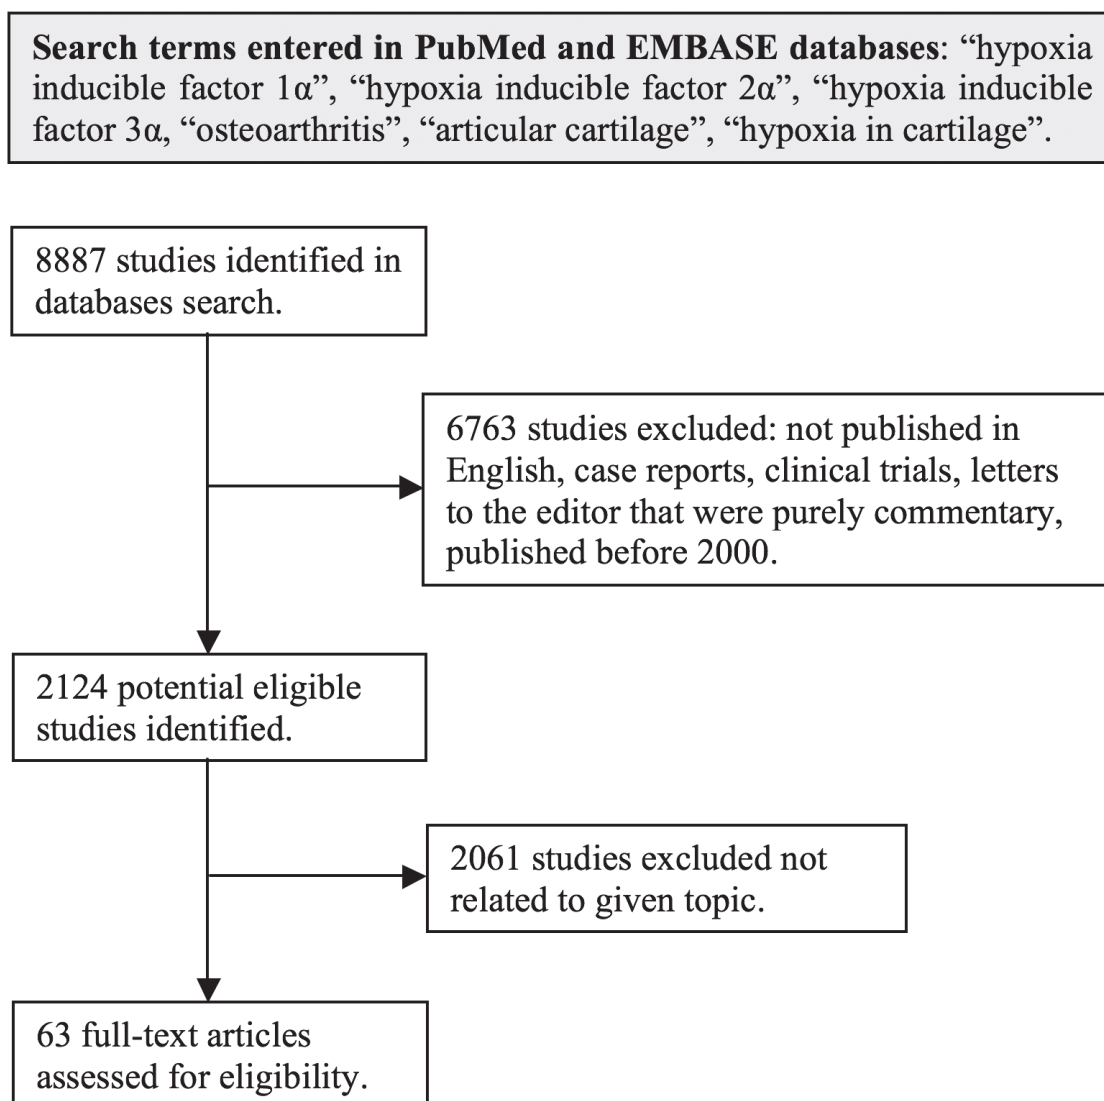 Search terms entered in PubMed and EMBASE databases: “hypoxia
inducible factor 1α”, “hypoxia inducible factor 2α”, “hypoxia inducible
factor 3α, “osteoarthritis”, “articular cartilage”, “hypoxia in cartilage”.
8887 studies identified in
databases search.
6763 studies excluded: not published in
English, case reports, clinical trials, letters
to the editor that were purely commentary,
published before 2000.
2124 potential eligible
studies identified.
2061 studies excluded not
related to given topic.
63 full-text articles
assessed for eligibility.